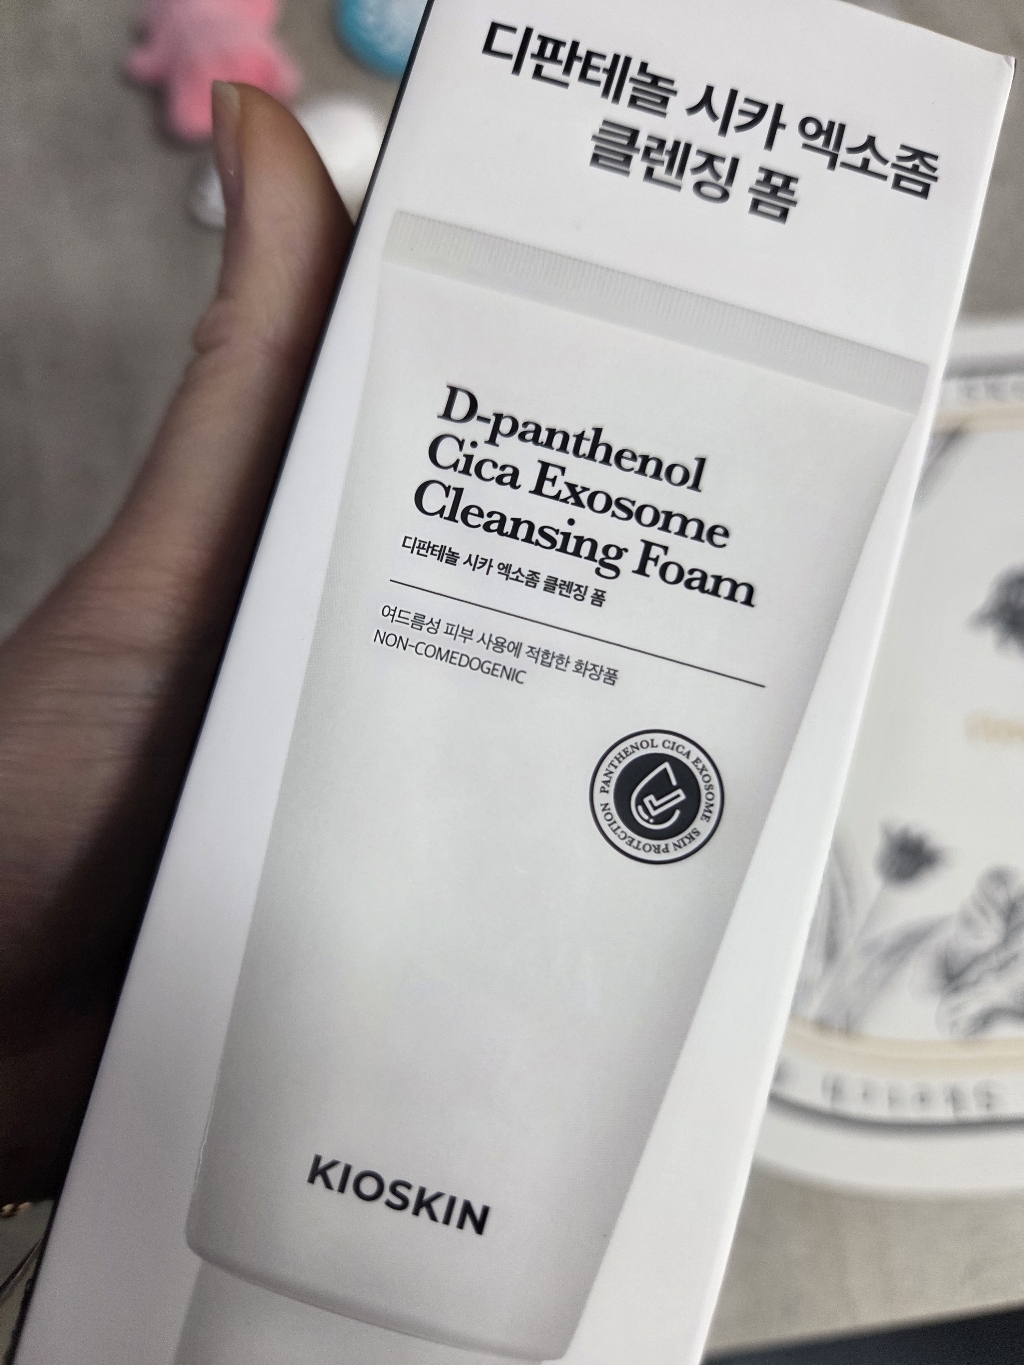 디판테놀 시카 엑소좀
클렌징 폼
D-panthenol
Cica Exosome
Cleansing Foam
디판테놀 시카 엑소좀 클렌징 폼
여드름성 피부 사용에 적합한 화장품
NON-COMEDOGENIC
PANTHENOL CICA EXOSOME SKIN PROTECTION
KIOSKIN